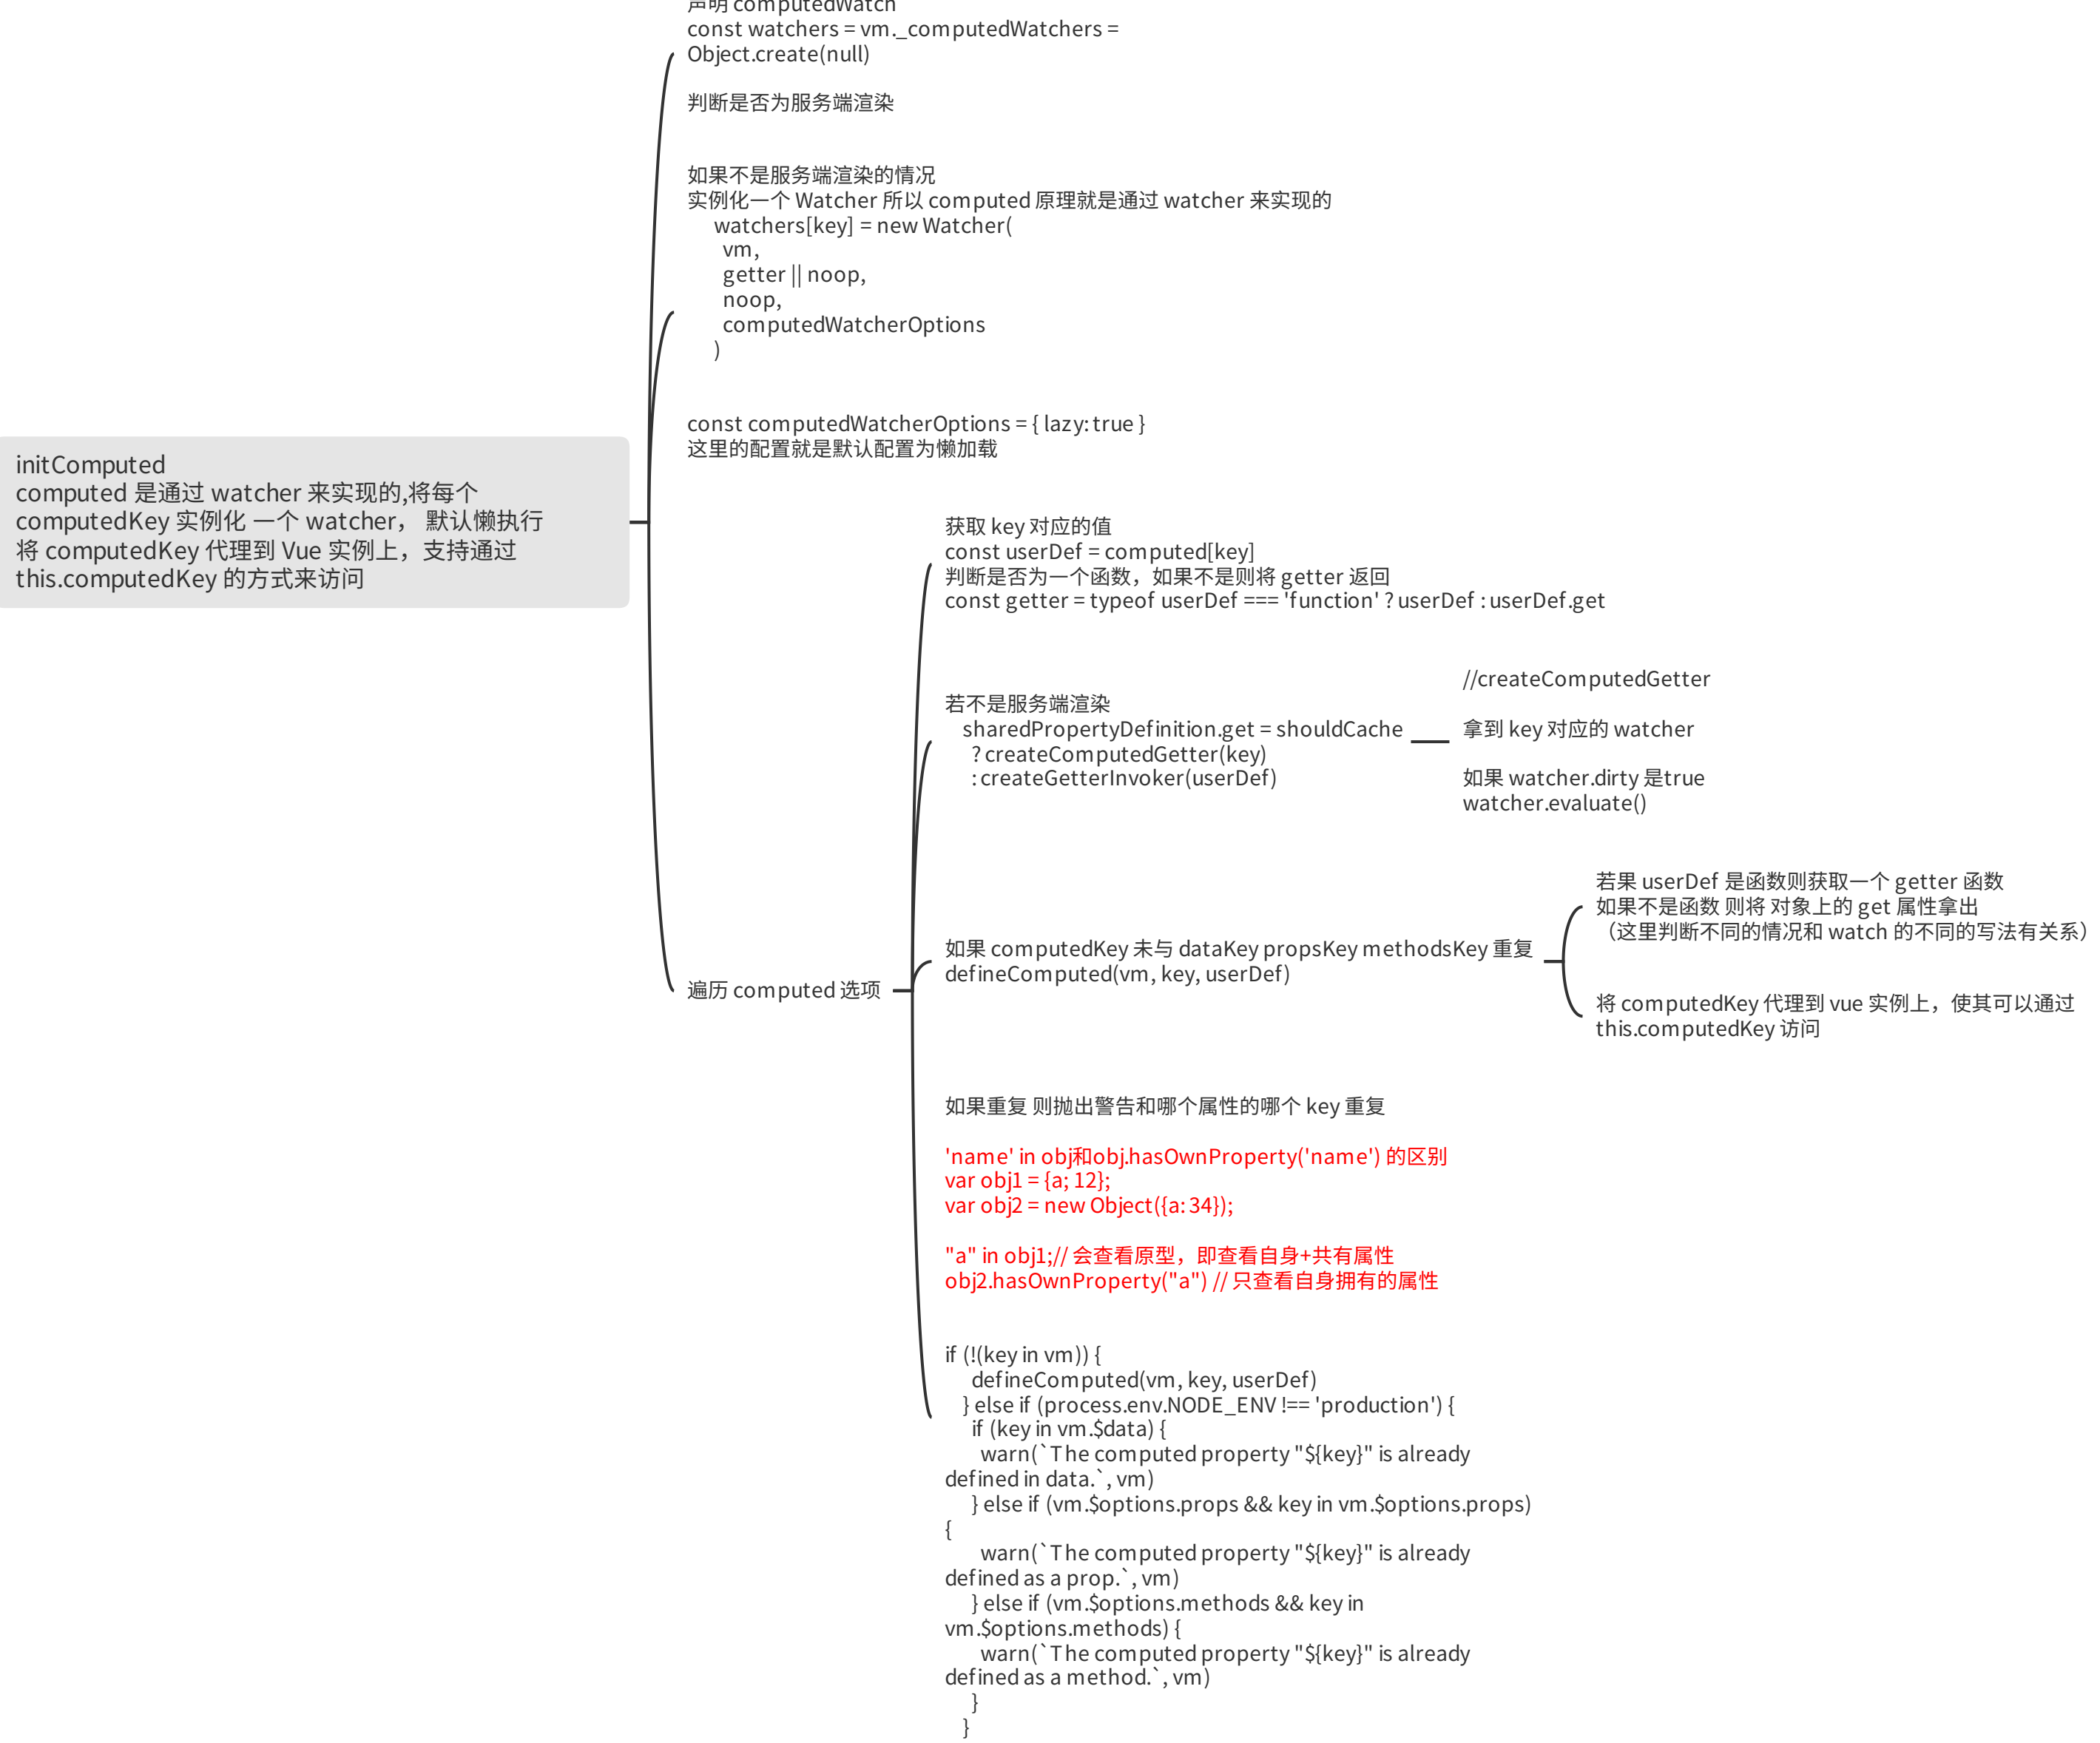 声明 computedWatch
const watchers = vm._computedWatchers =
Object.create(null)
判断是否为服务端渲染
如果不是服务端渲染的情况
实例化一个 Watcher 所以 computed 原理就是通过 watcher 来实现的
watchers[key] = new Watcher(
vm,
getter || noop,
noop,
computedWatcherOptions
)
const computedWatcherOptions = { lazy: true }
这里的配置就是默认配置为懒加载
initComputed
computed 是通过 watcher 来实现的,将每个
computedKey 实例化 一个 watcher， 默认懒执行
将 computedKey 代理到 Vue 实例上，支持通过
this.computedKey 的方式来访问
遍历 computed 选项
获取 key 对应的值
const userDef = computed[key]
判断是否为一个函数，如果不是则将 getter 返回
const getter = typeof userDef === 'function' ? userDef : userDef.get
若不是服务端渲染
sharedPropertyDefinition.get = shouldCache
? createComputedGetter(key)
: createGetterInvoker(userDef)
//createComputedGetter
拿到 key 对应的 watcher
如果 watcher.dirty 是true
watcher.evaluate()
如果 computedKey 未与 dataKey propsKey methodsKey 重复
defineComputed(vm, key, userDef)
若果 userDef 是函数则获取一个 getter 函数
如果不是函数 则将 对象上的 get 属性拿出
（这里判断不同的情况和 watch 的不同的写法有关系）
将 computedKey 代理到 vue 实例上，使其可以通过
this.computedKey 访问
如果重复 则抛出警告和哪个属性的哪个 key 重复
'name' in obj和obj.hasOwnProperty('name') 的区别
var obj1 = {a; 12};
var obj2 = new Object({a: 34});
"a" in obj1;// 会查看原型，即查看自身+共有属性
obj2.hasOwnProperty("a") // 只查看自身拥有的属性
if (!(key in vm)) {
defineComputed(vm, key, userDef)
} else if (process.env.NODE_ENV !== 'production') {
if (key in vm.$data) {
warn(`The computed property "${key}" is already
defined in data.`, vm)
} else if (vm.$options.props && key in vm.$options.props)
{
warn(`The computed property "${key}" is already
defined as a prop.`, vm)
} else if (vm.$options.methods && key in
vm.$options.methods) {
warn(`The computed property "${key}" is already
defined as a method.`, vm)
}
}